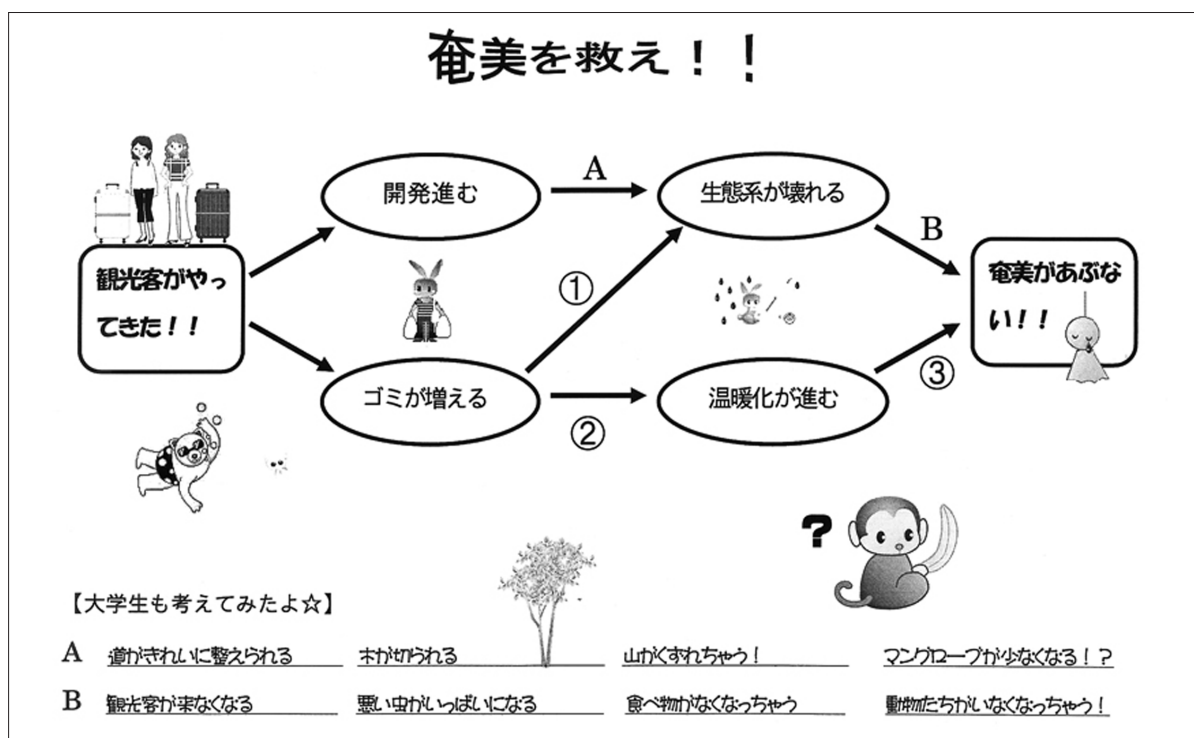 奄美を救え！！
開発進む
A
生態系が壊れる
B
観光客がやっ
てきた！！
①
奄美があぶな
い！！
ゴミが増える
②
温暖化が進む
③
?
【大学生も考えてみたよ☆】
A 道がきれいに整えられる 木が切られる 山がくずれちゃう！ マングローブが少なくなる！？
B 観光客が来なくなる 悪い虫がいっぱいになる 食べ物がなくなっちゃう 動物たちがいなくなっちゃう！